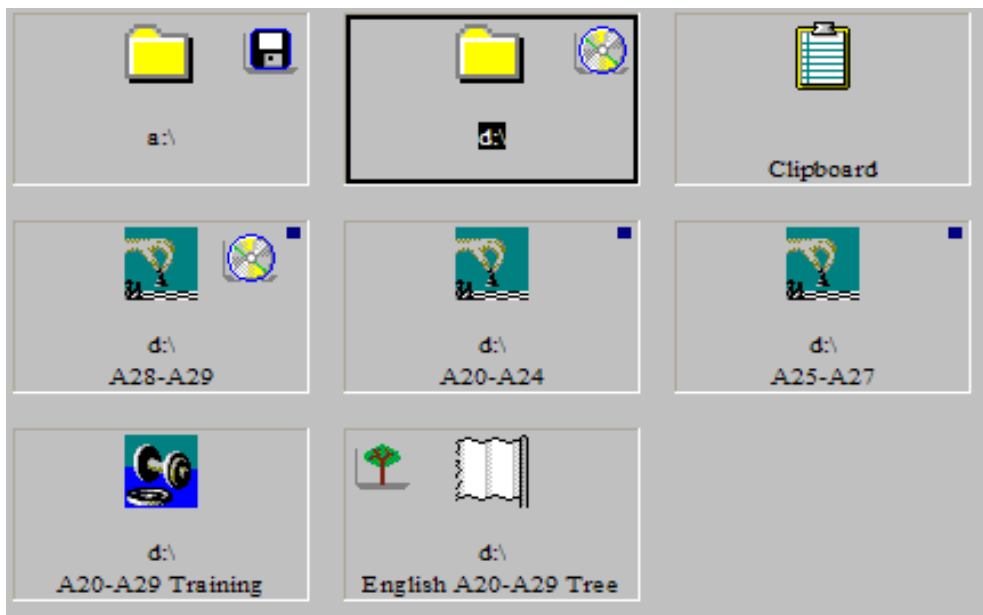 a:\
d:\
Clipboard
d:\
A28-A29
d:\
A20-A24
d:\
A25-A27
d:\
A20-A29 Training
d:\
English A20-A29 Tree